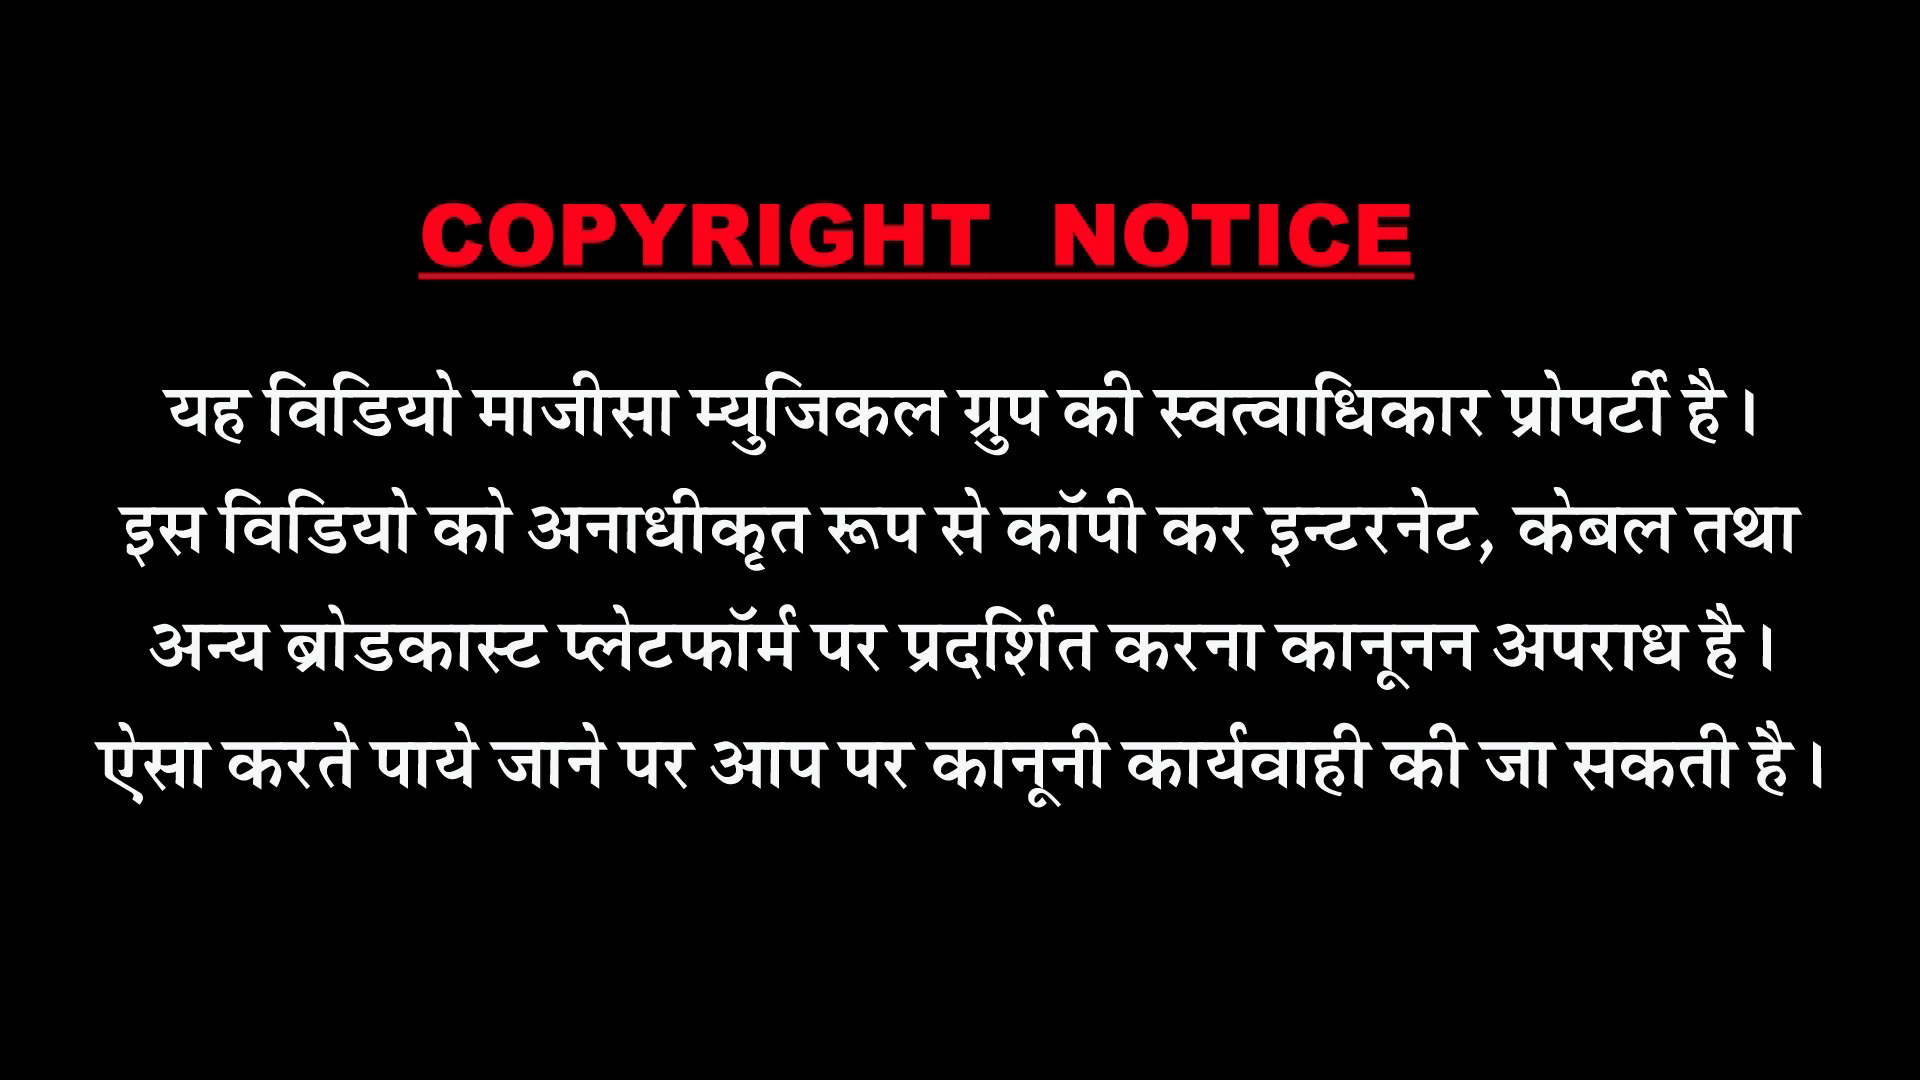 COPYRIGHT NOTICE
यह विडियो माजीसा म्युजिकल ग्रुप की स्वत्वाधिकार प्रोपर्टी है।
इस विडियो को अनाधीकृत रूप से कॉपी कर इन्टरनेट, केबल तथा
अन्य ब्रोडकास्ट प्लेटफॉर्म पर प्रदर्शित करना कानूनन अपराध है।
ऐसा करते पाये जाने पर आप पर कानूनी कार्यवाही की जा सकती है।